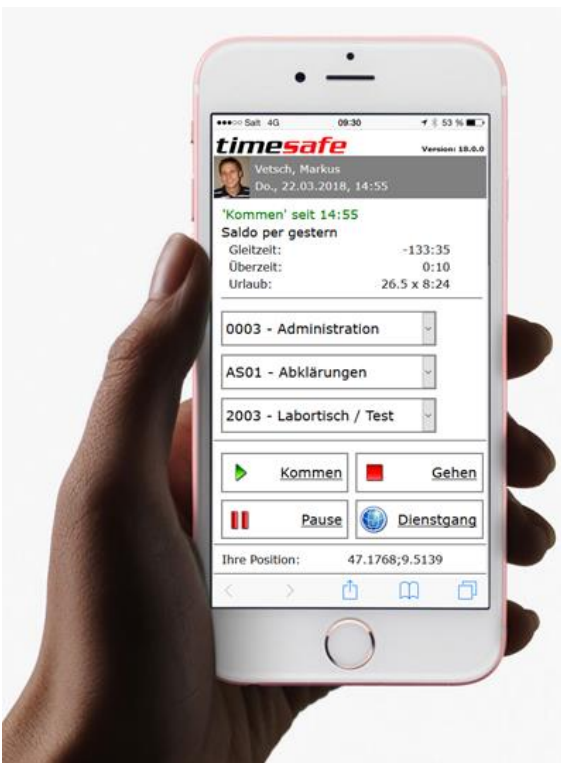 Salt 4G 09:30 53 %
timesafe Version: 18.0.0
Vetsch, Markus
Do., 22.03.2018, 14:55
'Kommen' seit 14:55
Saldo per gestern
Gleitzeit: -133:35
Überzeit: 0:10
Urlaub: 26.5 x 8:24
0003 - Administration
AS01 - Abklärungen
2003 - Labortisch / Test
Kommen Gehen
Pause Dienstgang
Ihre Position: 47.1768;9.5139